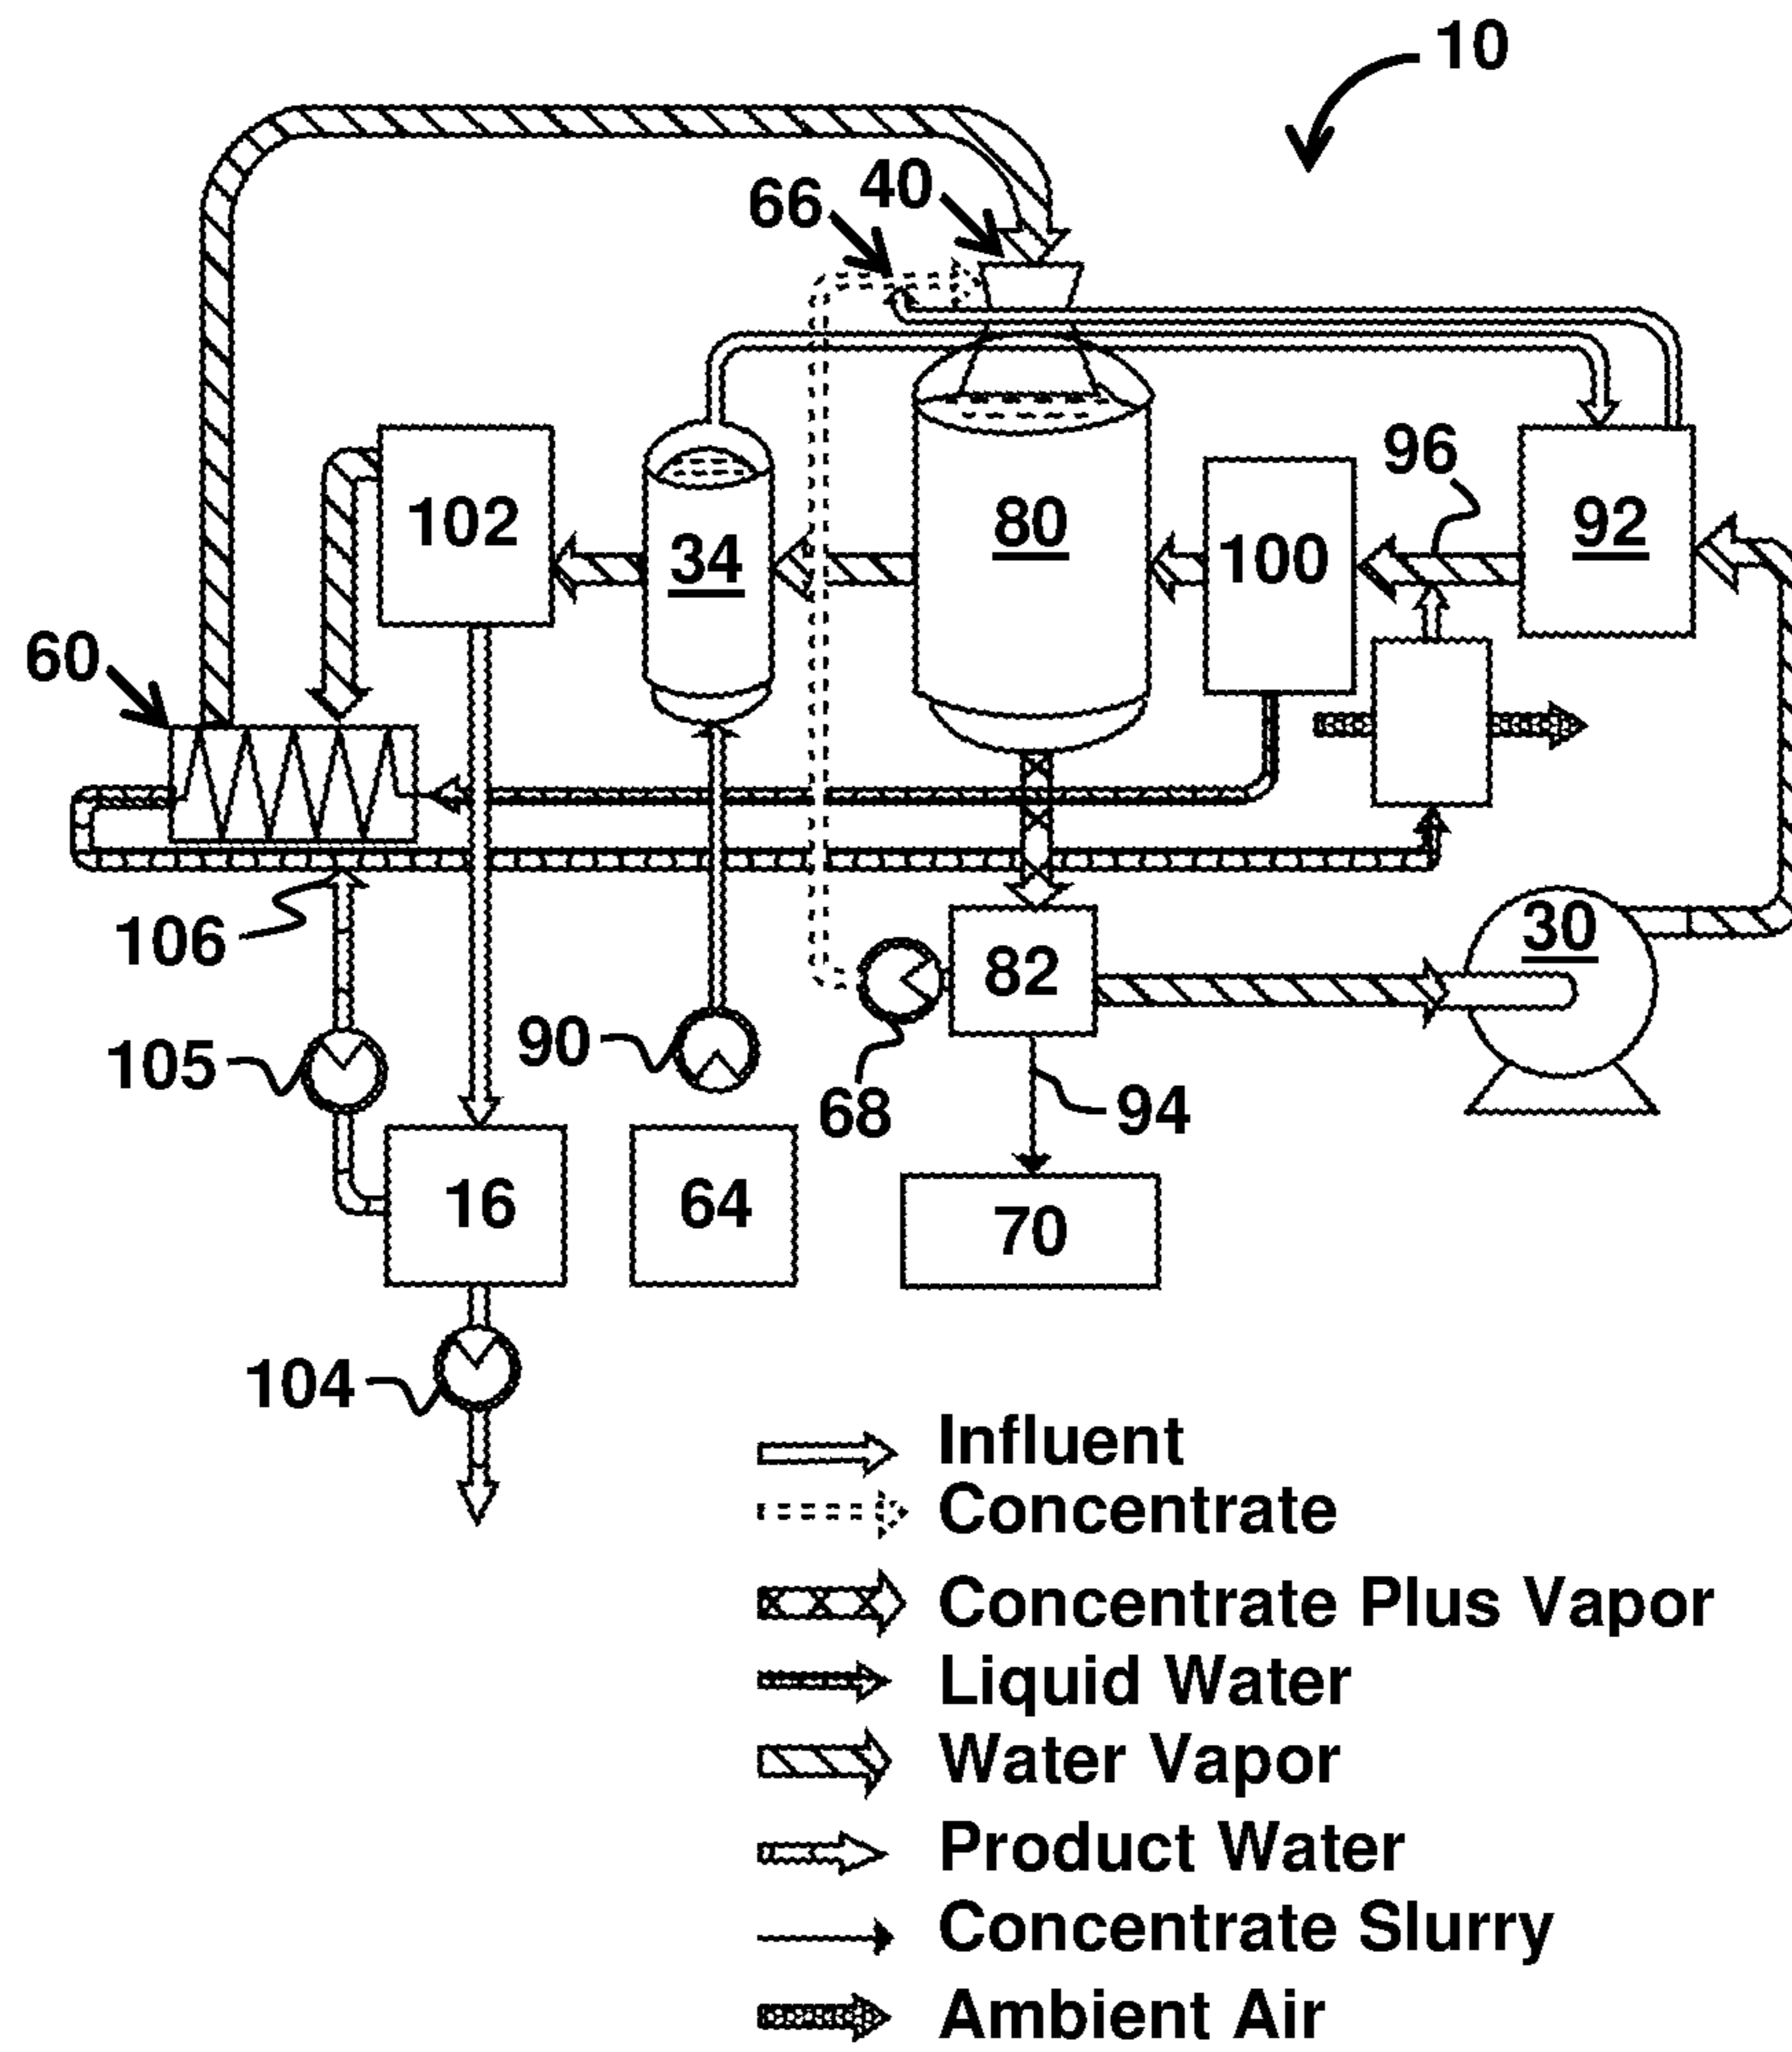 10
66 40
96
102
34
80
100
92
60
106
82
30
105
90
68
94
16
64
70
104
Influent
Concentrate
Concentrate Plus Vapor
Liquid Water
Water Vapor
Product Water
Concentrate Slurry
Ambient Air